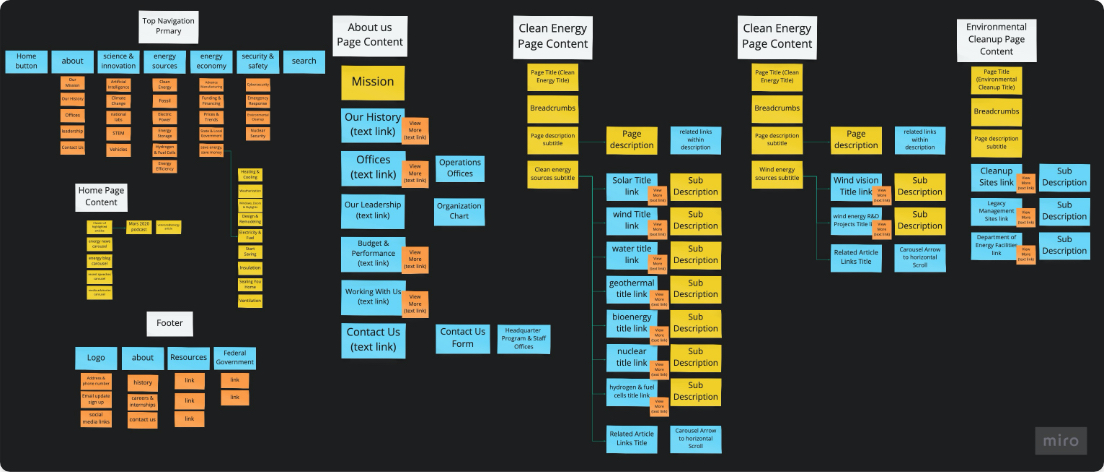 Top Navigation
Prmary
Home
button
about
science &
innovation
energy
sources
energy
economy
security &
safety
search
Our
Mission
Our History
Offices
leadership
Contact Us
Artificial
Intelligence
Climate
Change
national
labs
STEM
Vehicles
Clean
Energy
Fossil
Electric
Power
Energy
Storage
Hydrogen
& Fuel Cells
Energy
Efficiency
Funding &
Financing
Prices &
Trends
State & Local
Government
save energy,
save money
Cybersecurity
Emergency
Response
Environmental
Cleanup
Nuclear
Security
Heating &
Cooling
Weatherize
Design &
Remodeling
Electricity &
Fuel
Start
Saving
Insulation
Sealing You
Home
Ventilation
Home Page
Content
Mars 2020
podcast
energy news
carousel
energy blog
carousel
Footer
Logo
about
Resources
Federal
Government
Address &
phone number
Email update
sign up
social
media links
history
careers &
internships
contact us
link
link
link
link
link
About us
Page Content
Mission
Our History
(text link)
View
More
(text link)
Offices
(text link)
View
More
(text link)
Operations
Offices
Our Leadership
(text link)
Organization
Chart
Budget &
Performance
(text link)
View
More
(text link)
Working With Us
(text link)
View
More
(text link)
Contact Us
(text link)
Contact Us
Form
Headquarter
Program & Staff
Offices
Clean Energy
Page Content
Page Title (Clean
Energy Title)
Breadcrumbs
Page description
subtitle
Page
description
related links
within
description
Clean energy
sources subtitle
Solar Title
link
View
More
(text link)
Sub
Description
wind Title
link
View
More
(text link)
Sub
Description
water title
link
View
More
(text link)
Sub
Description
geothermal
title link
View
More
(text link)
Sub
Description
bioenergy
title link
View
More
(text link)
Sub
Description
nuclear
title link
View
More
(text link)
Sub
Description
hydrogen & fuel
cells title link
View
More
(text link)
Sub
Description
Related Article
Links Title
Carousel Arrow
to horizontal
Scroll
Clean Energy
Page Content
Page Title (Clean
Energy Title)
Breadcrumbs
Page description
subtitle
Page
description
related links
within
description
Wind energy
sources subtitle
Wind vision
Title link
View
More
(text link)
Sub
Description
wind energy R&D
Projects Title l
View
More
(text link)
Sub
Description
Related Article
Links Title
Carousel Arrow
to horizontal
Scroll
Environmental
Cleanup Page
Content
Page Title
(Environmental
Cleanup Title)
Breadcrumbs
Page description
subtitle
Cleanup
Sites link
View
More
(text link)
Sub
Description
Legacy
Management
Sites link
View
More
(text link)
Sub
Description
Department of
Energy Facilities
link
View
More
(text link)
Sub
Description
miro